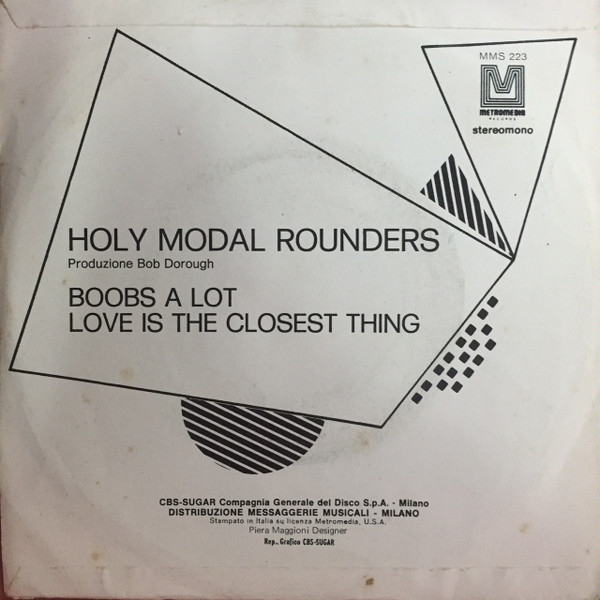 MMS 223
METROMEDIA
RECORDS
stereomono
HOLY MODAL ROUNDERS
Produzione Bob Dorough
BOOBS A LOT
LOVE IS THE CLOSEST THING
CBS-SUGAR Compagnia Generale del Disco S.p.A. - Milano
DISTRIBUZIONE MESSAGGERIE MUSICALI - MILANO
Stampato in Italia su licenza Metromedia, U.S.A.
Piera Maggioni Designer
Rep. Grafico CBS-SUGAR